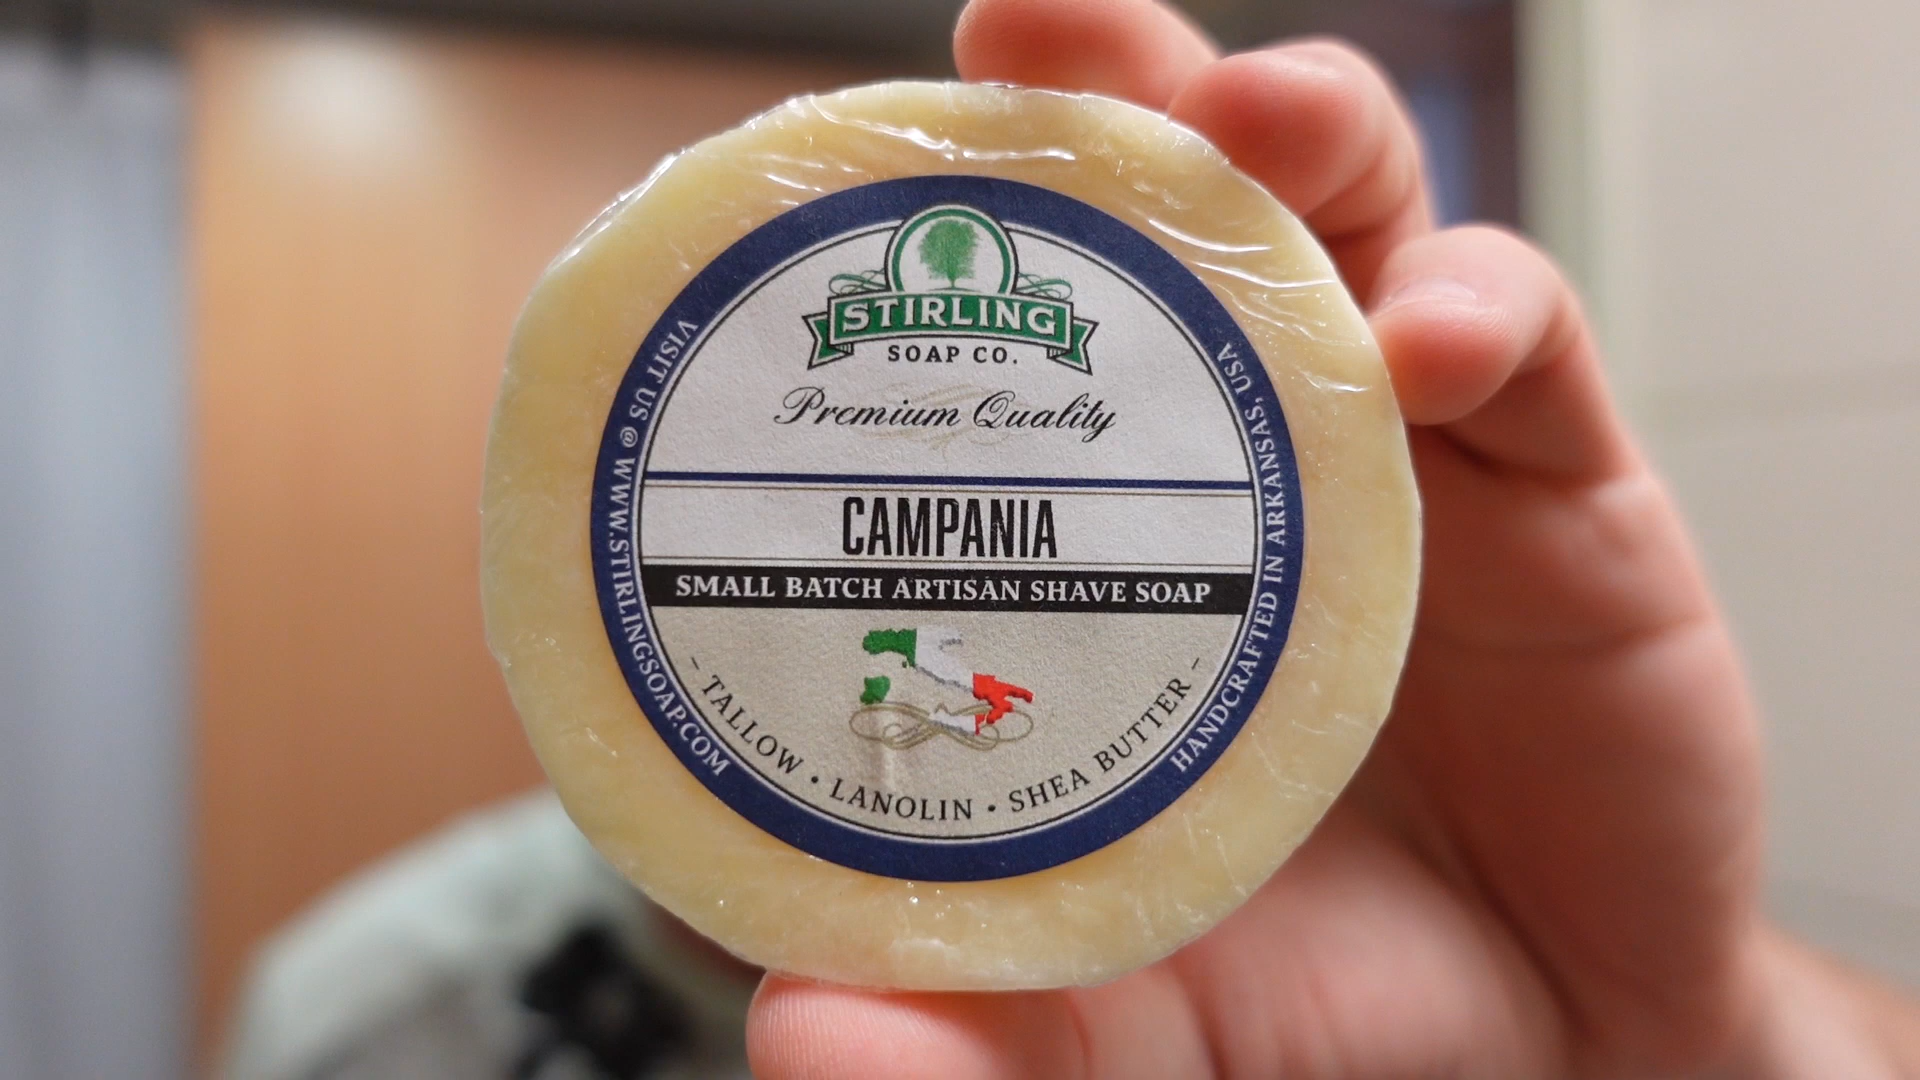 STIRLING
SOAP CO.
Premium Quality
CAMPANIA
SMALL BATCH ARTISAN SHAVE SOAP
- TALLOW • LANOLIN • SHEA BUTTER -
VISIT US @ WWW.STIRLINGSOAP.COM
HANDCRAFTED IN ARKANSAS, USA